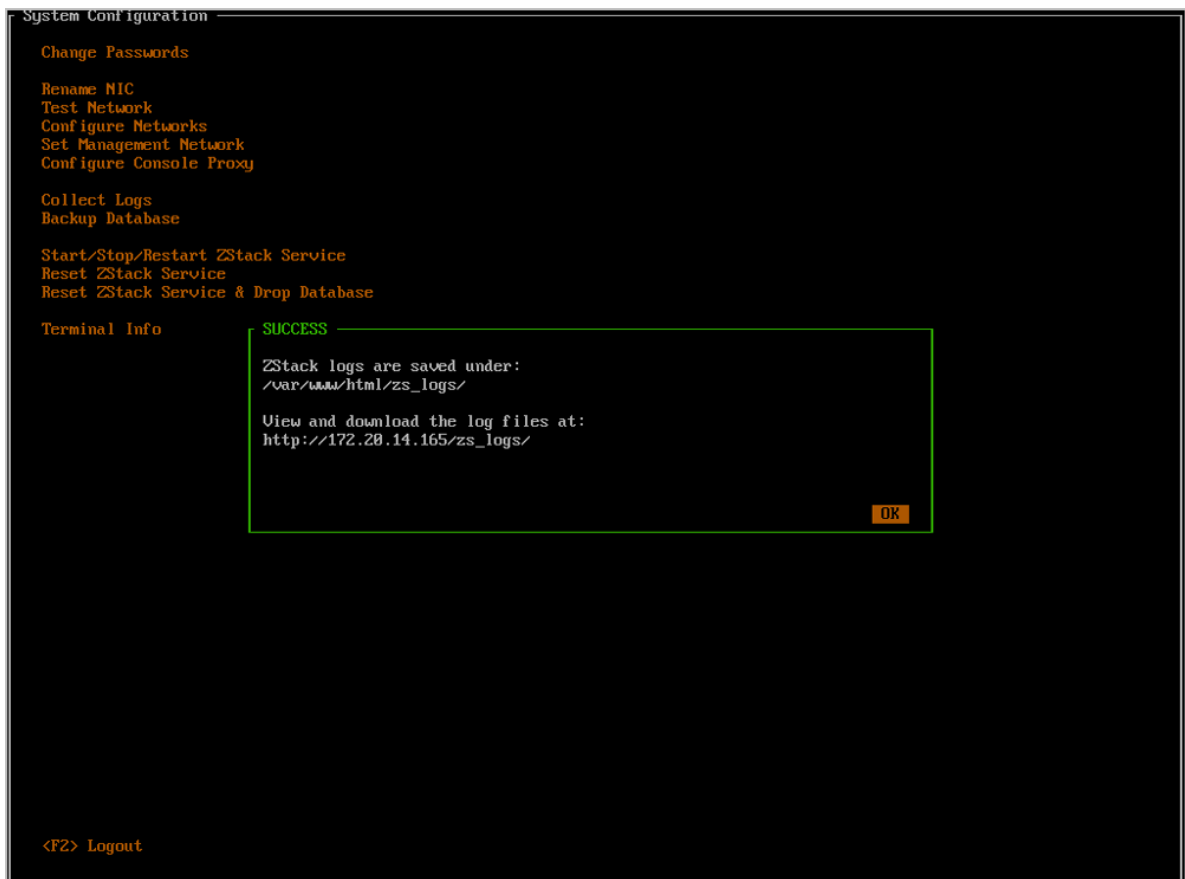 System Configuration
Change Passwords
Rename NIC
Test Network
Configure Networks
Set Management Network
Configure Console Proxy
Collect Logs
Backup Database
Start/Stop/Restart ZStack Service
Reset ZStack Service
Reset ZStack Service & Drop Database
Terminal Info
SUCCESS
ZStack logs are saved under:
/var/www/html/zs_logs/
View and download the log files at:
http://172.20.14.165/zs_logs/
OK
<F2> Logout